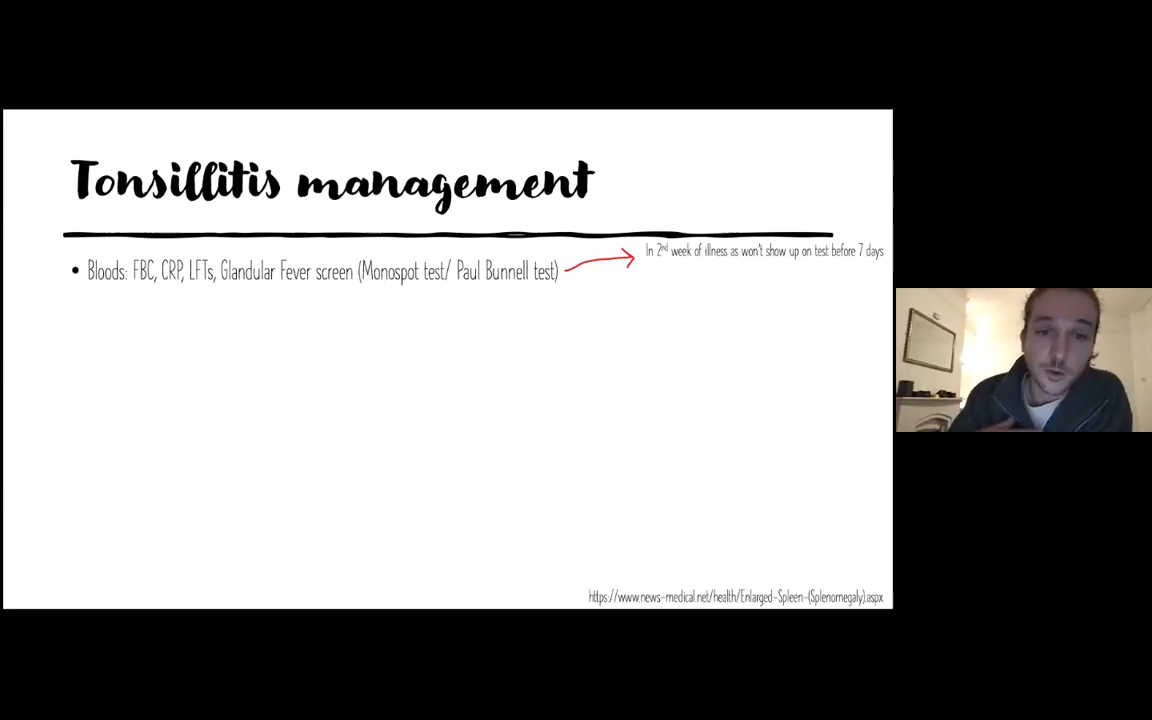 Tonsillitis management
In 2nd week of illness as won't show up on test before 7 days
• Bloods: FBC, CRP, LFTs, Glandular Fever screen (Monospot test/ Paul Bunnell test)
https://www.news-medical.net/health/Enlarged-Spleen-(Splenomegaly).aspx